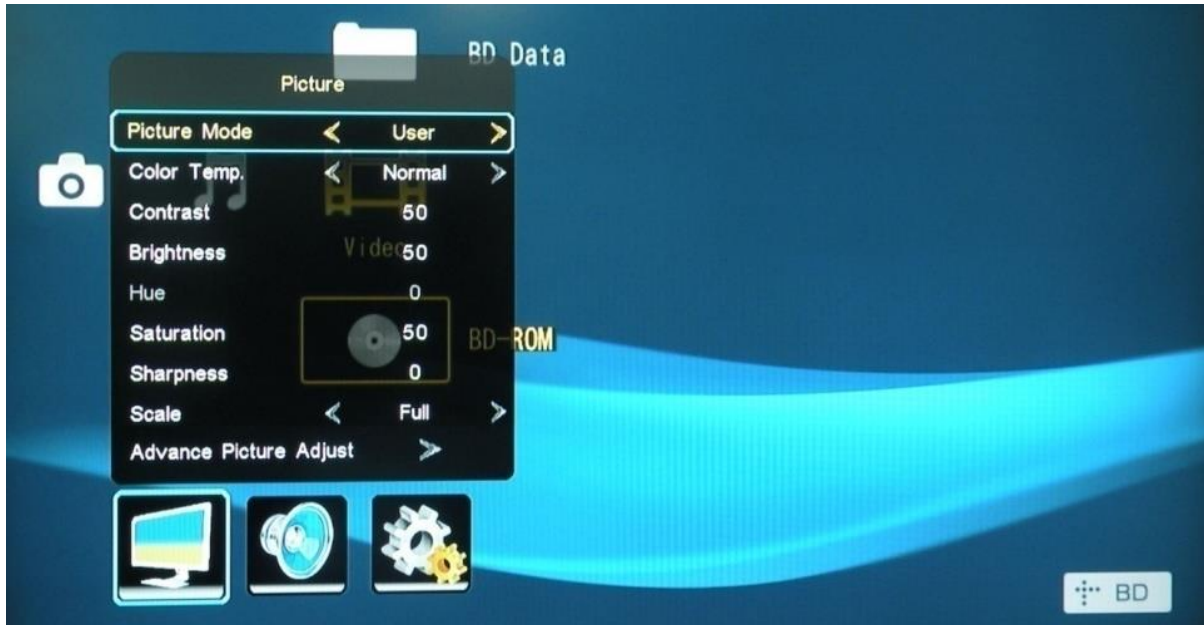 BD Data
Picture
Picture Mode < User >
Color Temp. < Normal >
Contrast 50
Brightness 50
Video
Hue 0
Saturation 50
BD-ROM
Sharpness 0
Scale < Full >
Advance Picture Adjust >
BD